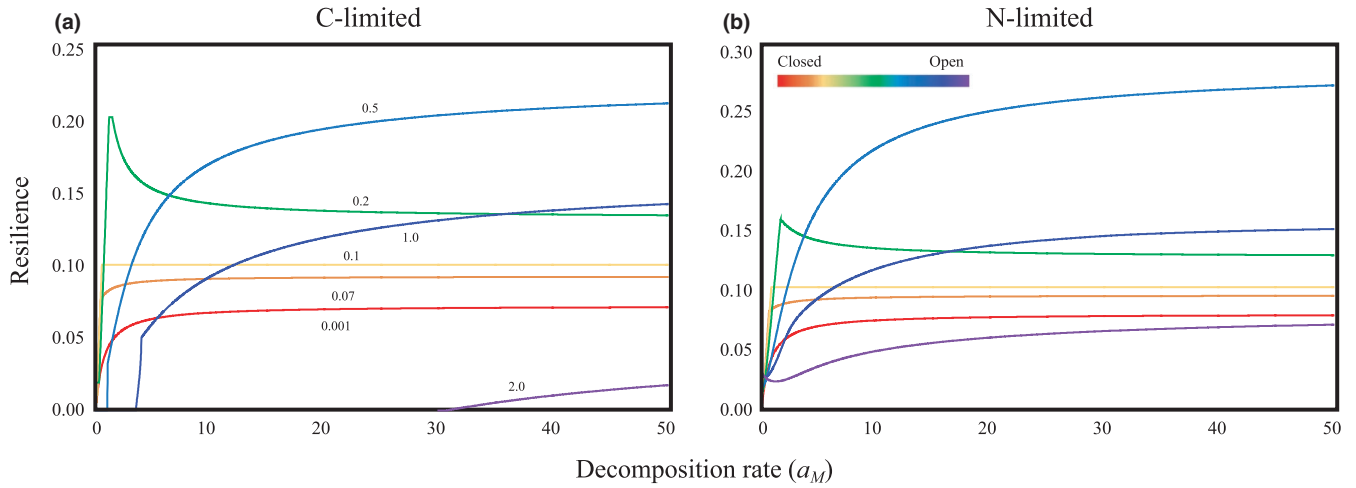 (a) C-limited
0.25
0.20
0.15
0.10
0.05
0.00
0.5
0.2
1.0
0.1
0.07
0.001
2.0
0 10 20 30 40 50
Resilience
(b) N-limited
Closed Open
0.30
0.25
0.20
0.15
0.10
0.05
0.00
0 10 20 30 40 50
Decomposition rate (a_M)